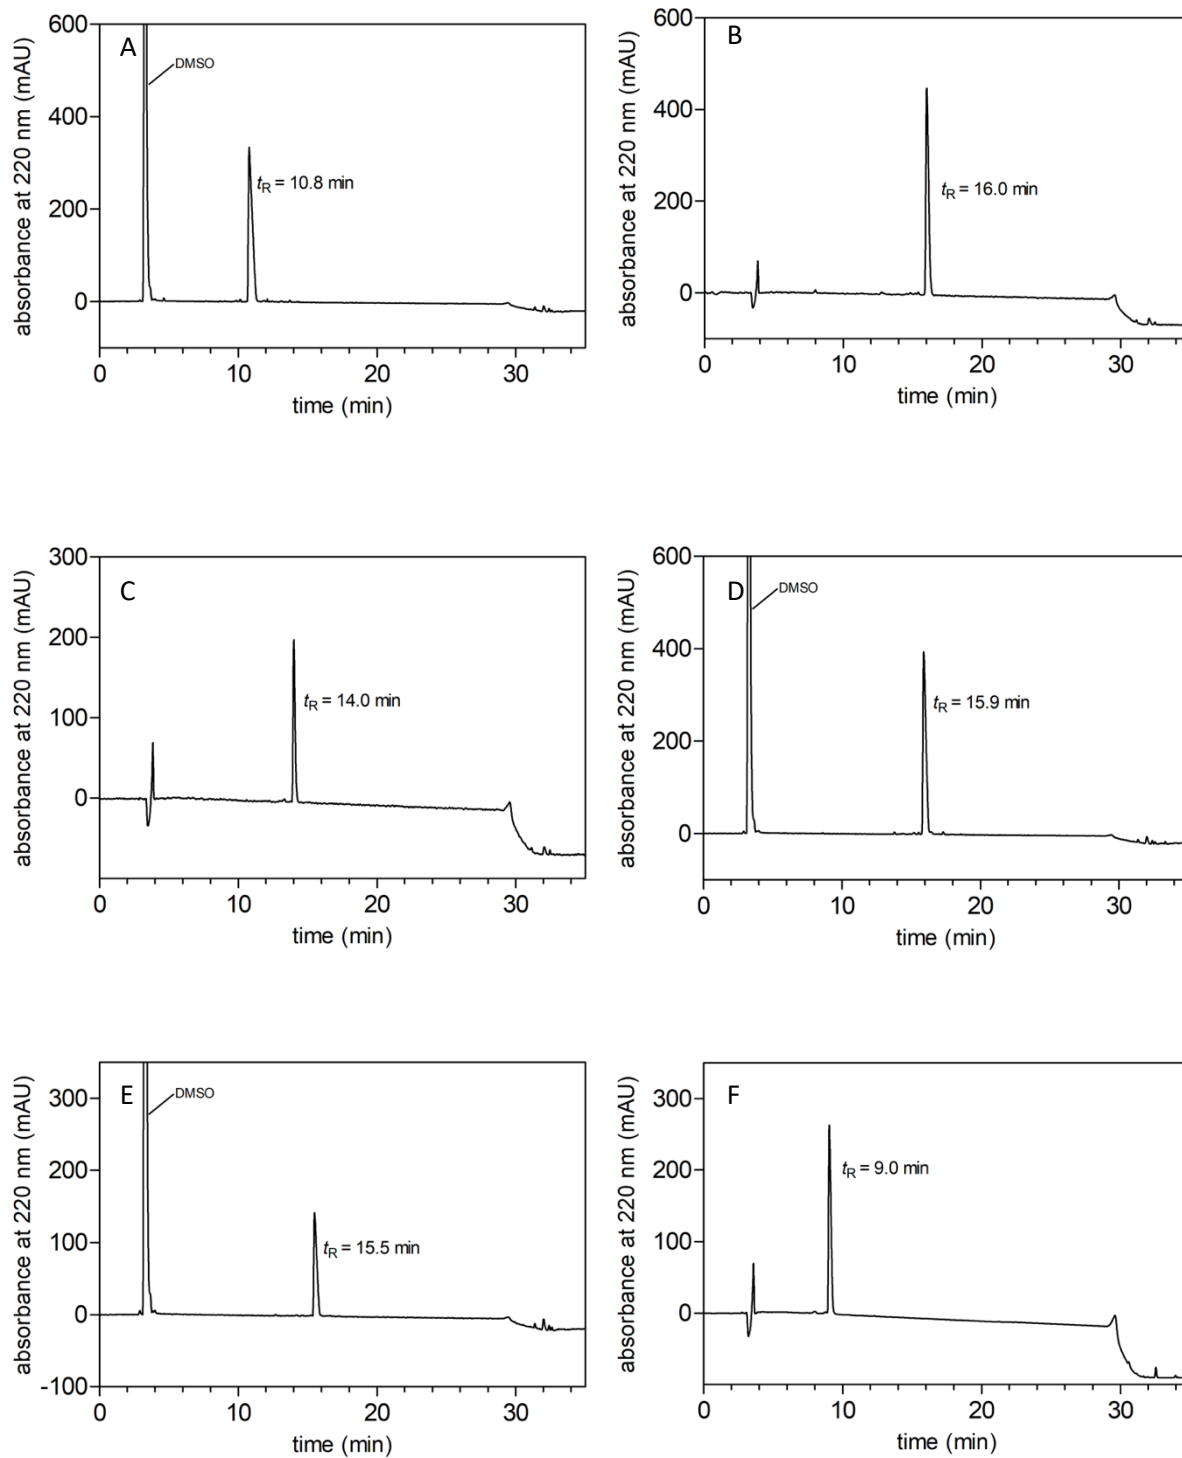 absorbance at 220 nm (mAU)
600
400
200
0
A
DMSO
tR = 10.8 min
0 10 20 30
time (min)
absorbance at 220 nm (mAU)
600
400
200
0
B
tR = 16.0 min
0 10 20 30
time (min)
absorbance at 220 nm (mAU)
300
200
100
0
C
tR = 14.0 min
0 10 20 30
time (min)
absorbance at 220 nm (mAU)
600
400
200
0
D
DMSO
tR = 15.9 min
0 10 20 30
time (min)
absorbance at 220 nm (mAU)
300
200
100
0
-100
E
DMSO
tR = 15.5 min
0 10 20 30
time (min)
absorbance at 220 nm (mAU)
300
200
100
0
F
tR = 9.0 min
0 10 20 30
time (min)